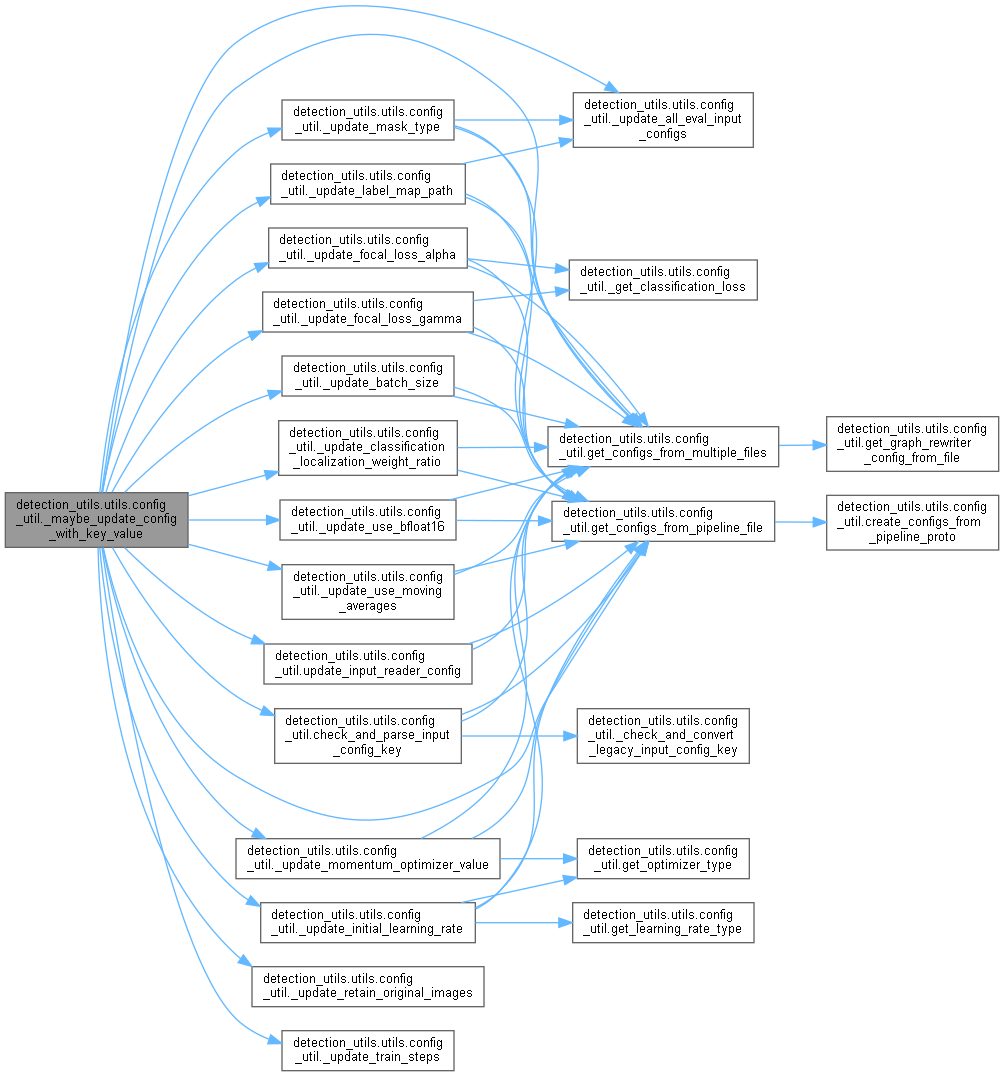 detection_utils.utils.config
_util._maybe_update_config
_with_key_value
detection_utils.utils.config
_util._update_mask_type
detection_utils.utils.config
_util._update_label_map_path
detection_utils.utils.config
_util._update_focal_loss_alpha
detection_utils.utils.config
_util._update_focal_loss_gamma
detection_utils.utils.config
_util._update_batch_size
detection_utils.utils.config
_util._update_classification
_localization_weight_ratio
detection_utils.utils.config
_util._update_use_bfloat16
detection_utils.utils.config
_util._update_use_moving
_averages
detection_utils.utils.config
_util.update_input_reader_config
detection_utils.utils.config
_util.check_and_parse_input
_config_key
detection_utils.utils.config
_util._update_momentum_optimizer_value
detection_utils.utils.config
_util._update_initial_learning_rate
detection_utils.utils.config
_util._update_retain_original_images
detection_utils.utils.config
_util._update_train_steps
detection_utils.utils.config
_util._update_all_eval_input
_configs
detection_utils.utils.config
_util._get_classification_loss
detection_utils.utils.config
_util.get_configs_from_multiple_files
detection_utils.utils.config
_util.get_configs_from_pipeline_file
detection_utils.utils.config
_util._check_and_convert
_legacy_input_config_key
detection_utils.utils.config
_util.get_optimizer_type
detection_utils.utils.config
_util.get_learning_rate_type
detection_utils.utils.config
_util.get_graph_rewriter
_config_from_file
detection_utils.utils.config
_util.create_configs_from
_pipeline_proto